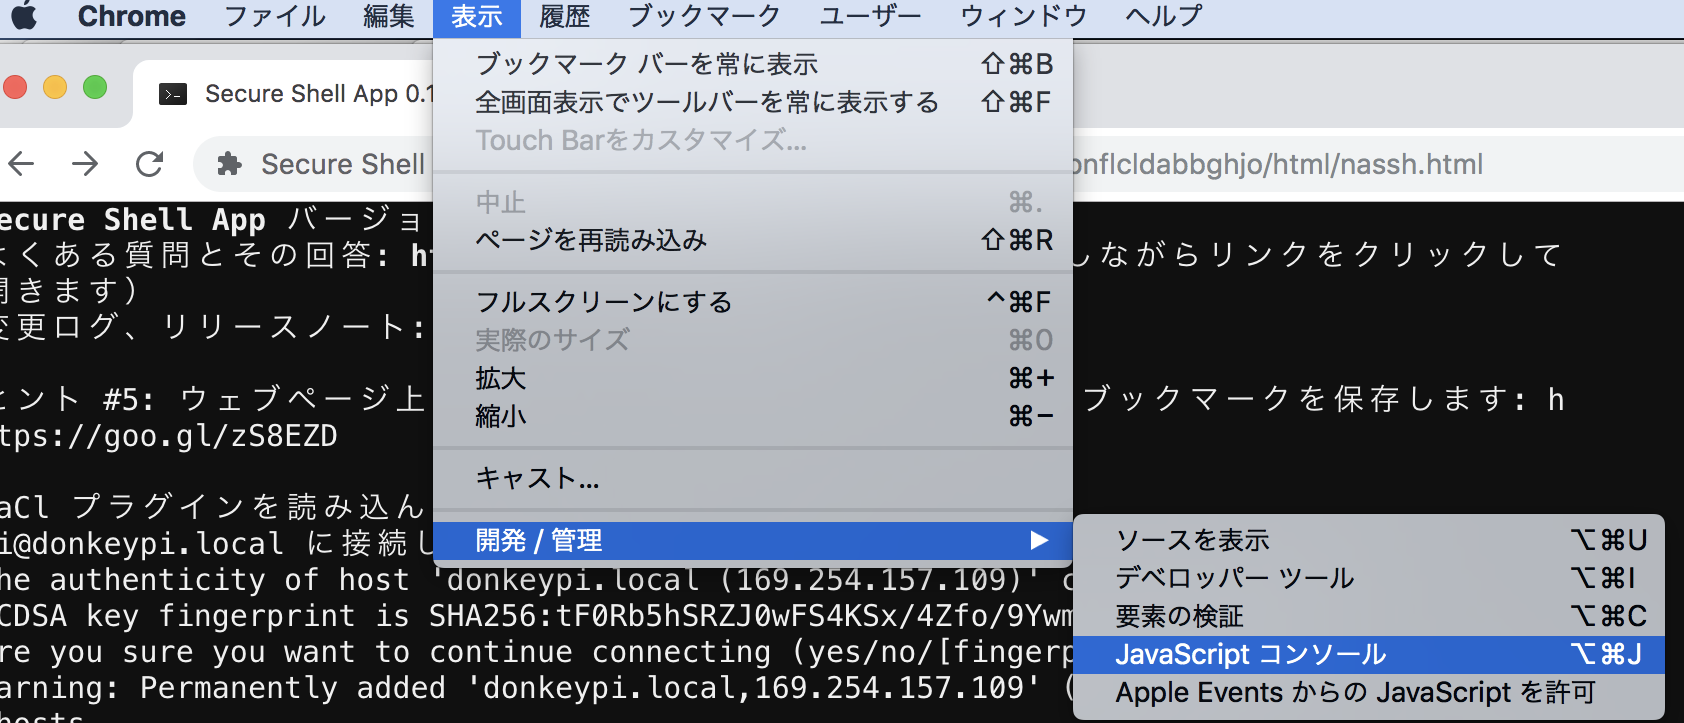 Chrome ファイル 編集 表示 履歴 ブックマーク ユーザー ウィンドウ ヘルプ
Secure Shell App 0.1
Secure Shell
onflcldabbghjo/html/nassh.html
ブックマーク バーを常に表示 ⇧⌘B
全画面表示でツールバーを常に表示する ⇧⌘F
Touch Barをカスタマイズ...
中止 ⌘.
ページを再読み込み ⇧⌘R
フルスクリーンにする ^⌘F
実際のサイズ ⌘0
拡大 ⌘+
縮小 ⌘−
キャスト...
開発 / 管理 ▶
ソースを表示 ⌥⌘U
デベロッパー ツール ⌥⌘I
要素の検証 ⌥⌘C
JavaScript コンソール ⌥⌘J
Apple Events からの JavaScript を許可
ecure Shell App バージョ
よくある質問とその回答: ht
しながらリンクをクリックして
開きます)
変更ログ、リリースノート:
ヒント #5: ウェブページ上
ブックマークを保存します: h
tps://goo.gl/zS8EZD
aCl プラグインを読み込ん
i@donkeypi.local に接続し
he authenticity of host 'donkeypi.local (169.254.157.109)' c
CDSA key fingerprint is SHA256:tF0Rb5hSRZJ0wFS4KSx/4Zfo/9Ywm
re you sure you want to continue connecting (yes/no/[fingerp
arning: Permanently added 'donkeypi.local,169.254.157.109' (
hosts